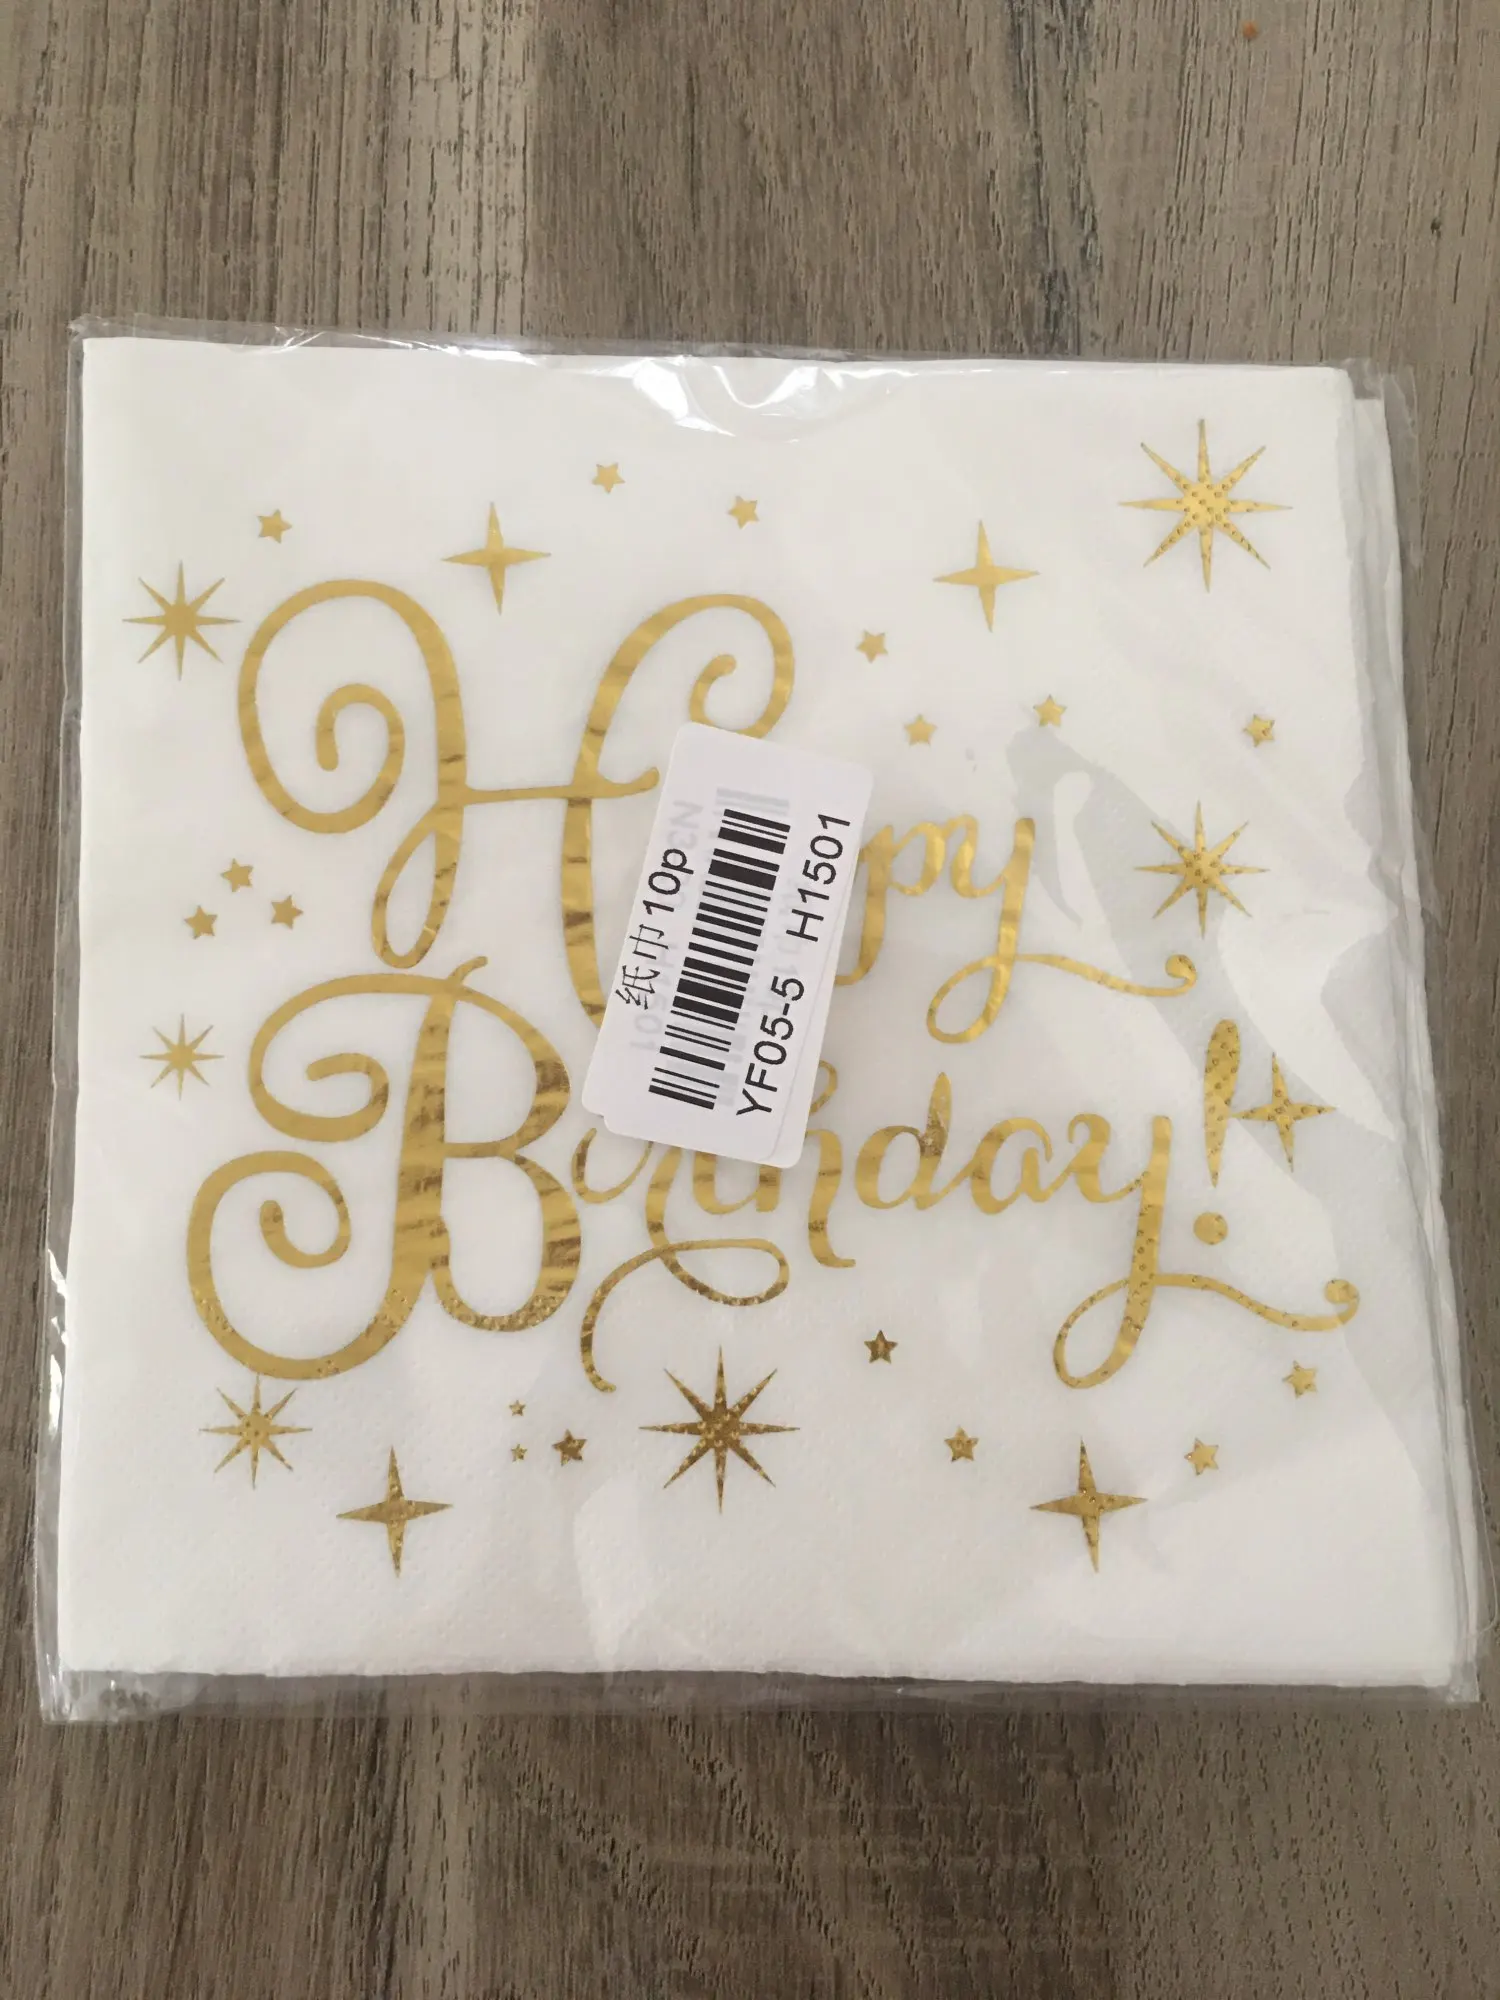 Happy
Birthday!
纸巾10p
YF05-5 H1501